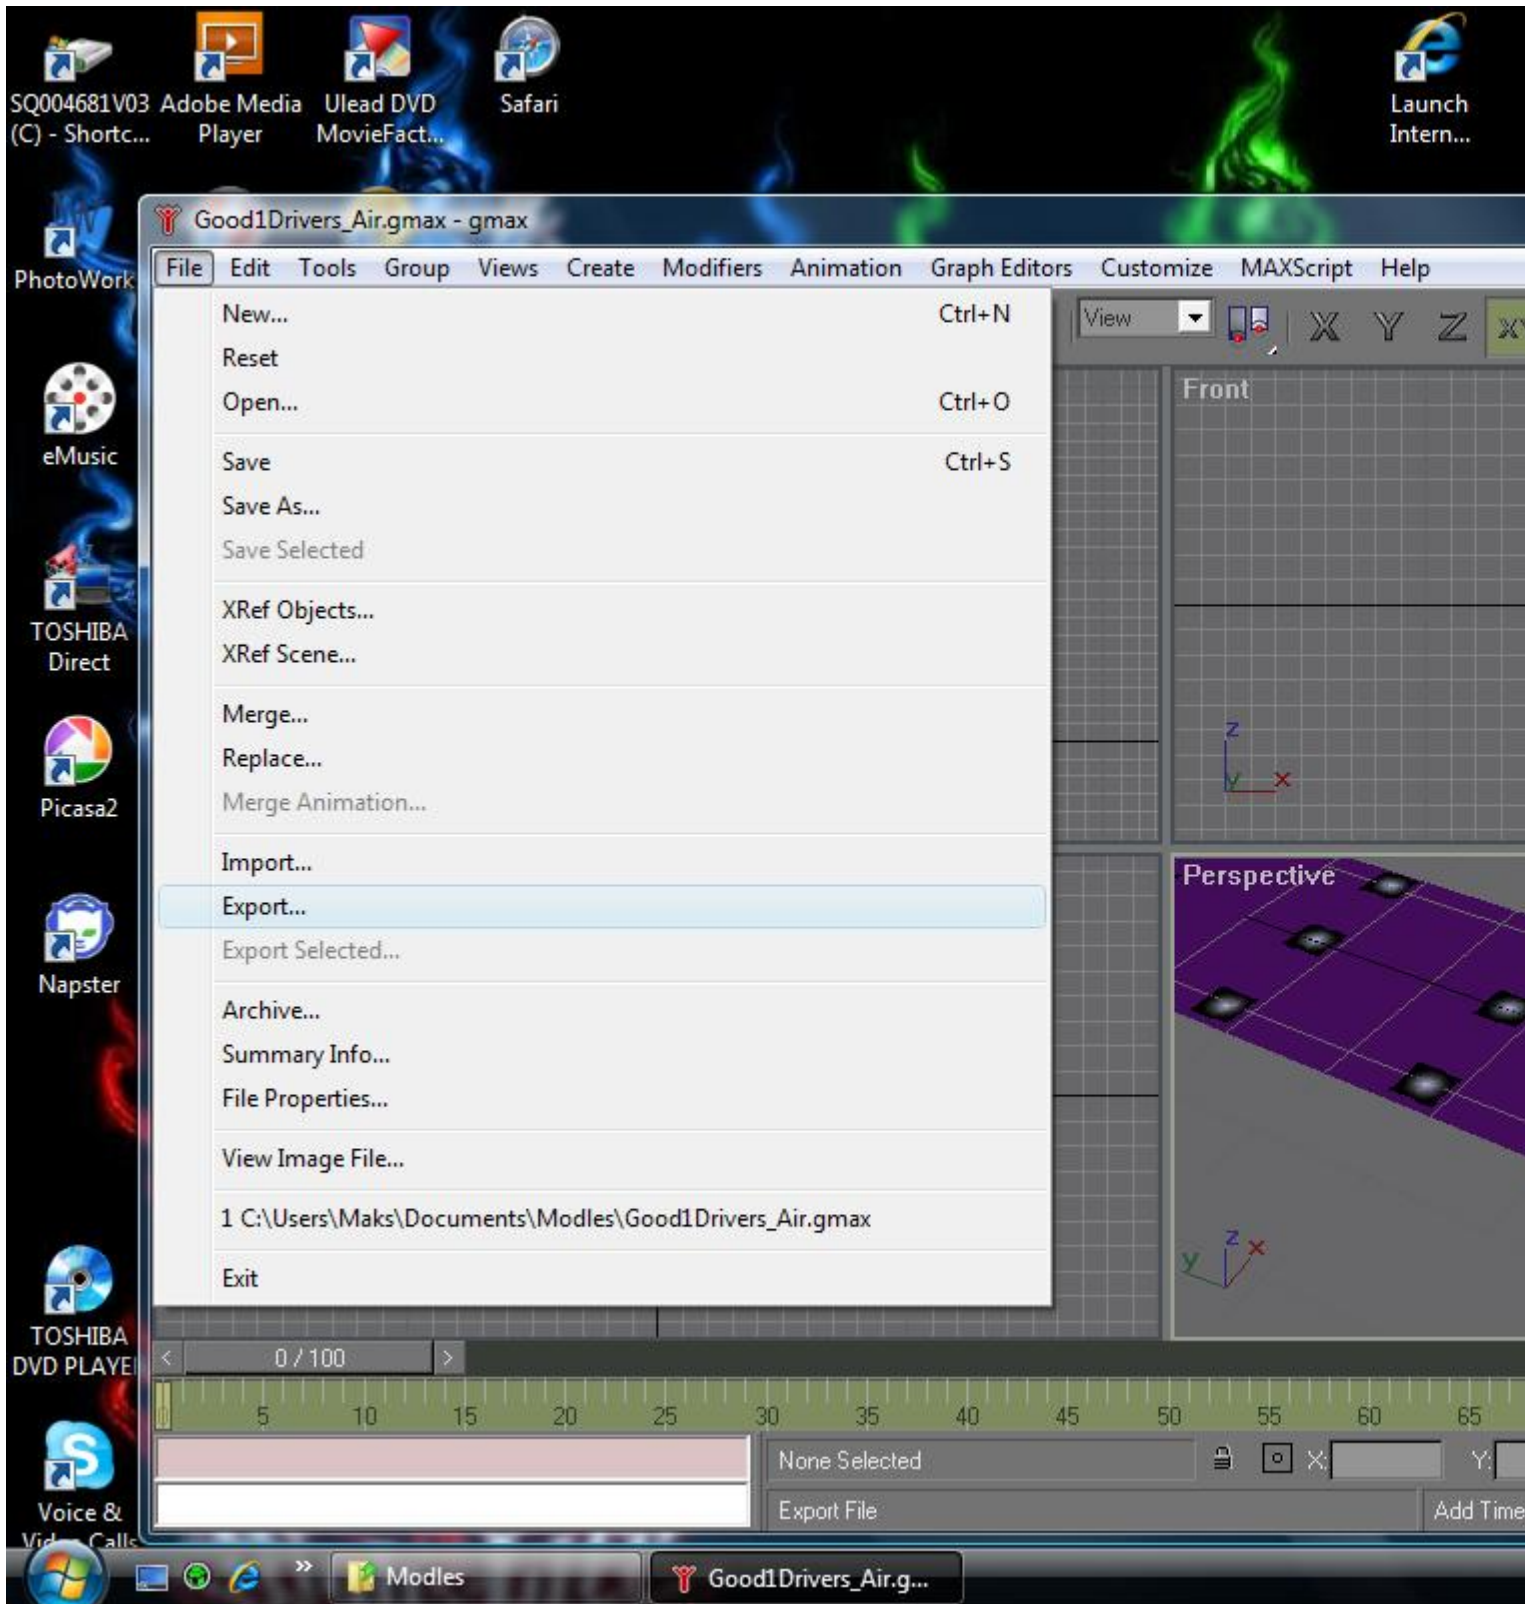 SQ004681V03
(C) - Shortc...
Adobe Media
Player
Ulead DVD
MovieFact...
Safari
Launch
Intern...
PhotoWork
eMusic
TOSHIBA
Direct
Picasa2
Napster
TOSHIBA
DVD PLAYE
Voice &
Video Calls
Good1Drivers_Air.gmax - gmax
File Edit Tools Group Views Create Modifiers Animation Graph Editors Customize MAXScript Help
New... Ctrl+N
Reset
Open... Ctrl+O
Save Ctrl+S
Save As...
Save Selected
XRef Objects...
XRef Scene...
Merge...
Replace...
Merge Animation...
Import...
Export...
Export Selected...
Archive...
Summary Info...
File Properties...
View Image File...
1 C:\Users\Maks\Documents\Modles\Good1Drivers_Air.gmax
Exit
View X Y Z XY
Front
z
y x
Perspective
z x
y
< 0 / 100 >
0 5 10 15 20 25 30 35 40 45 50 55 60 65
None Selected X: Y:
Export File Add Time
» Modles Good1Drivers_Air.g...